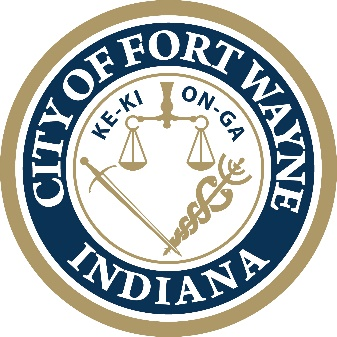 CITY OF FORT WAYNE
KE-KI ON-GA
INDIANA